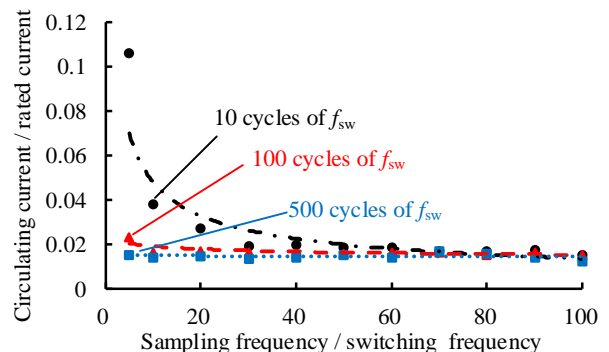 Circulating current / rated current
0.12
0.1
0.08
0.06
0.04
0.02
0
10 cycles of fsw
100 cycles of fsw
500 cycles of fsw
0 20 40 60 80 100
Sampling frequency / switching frequency